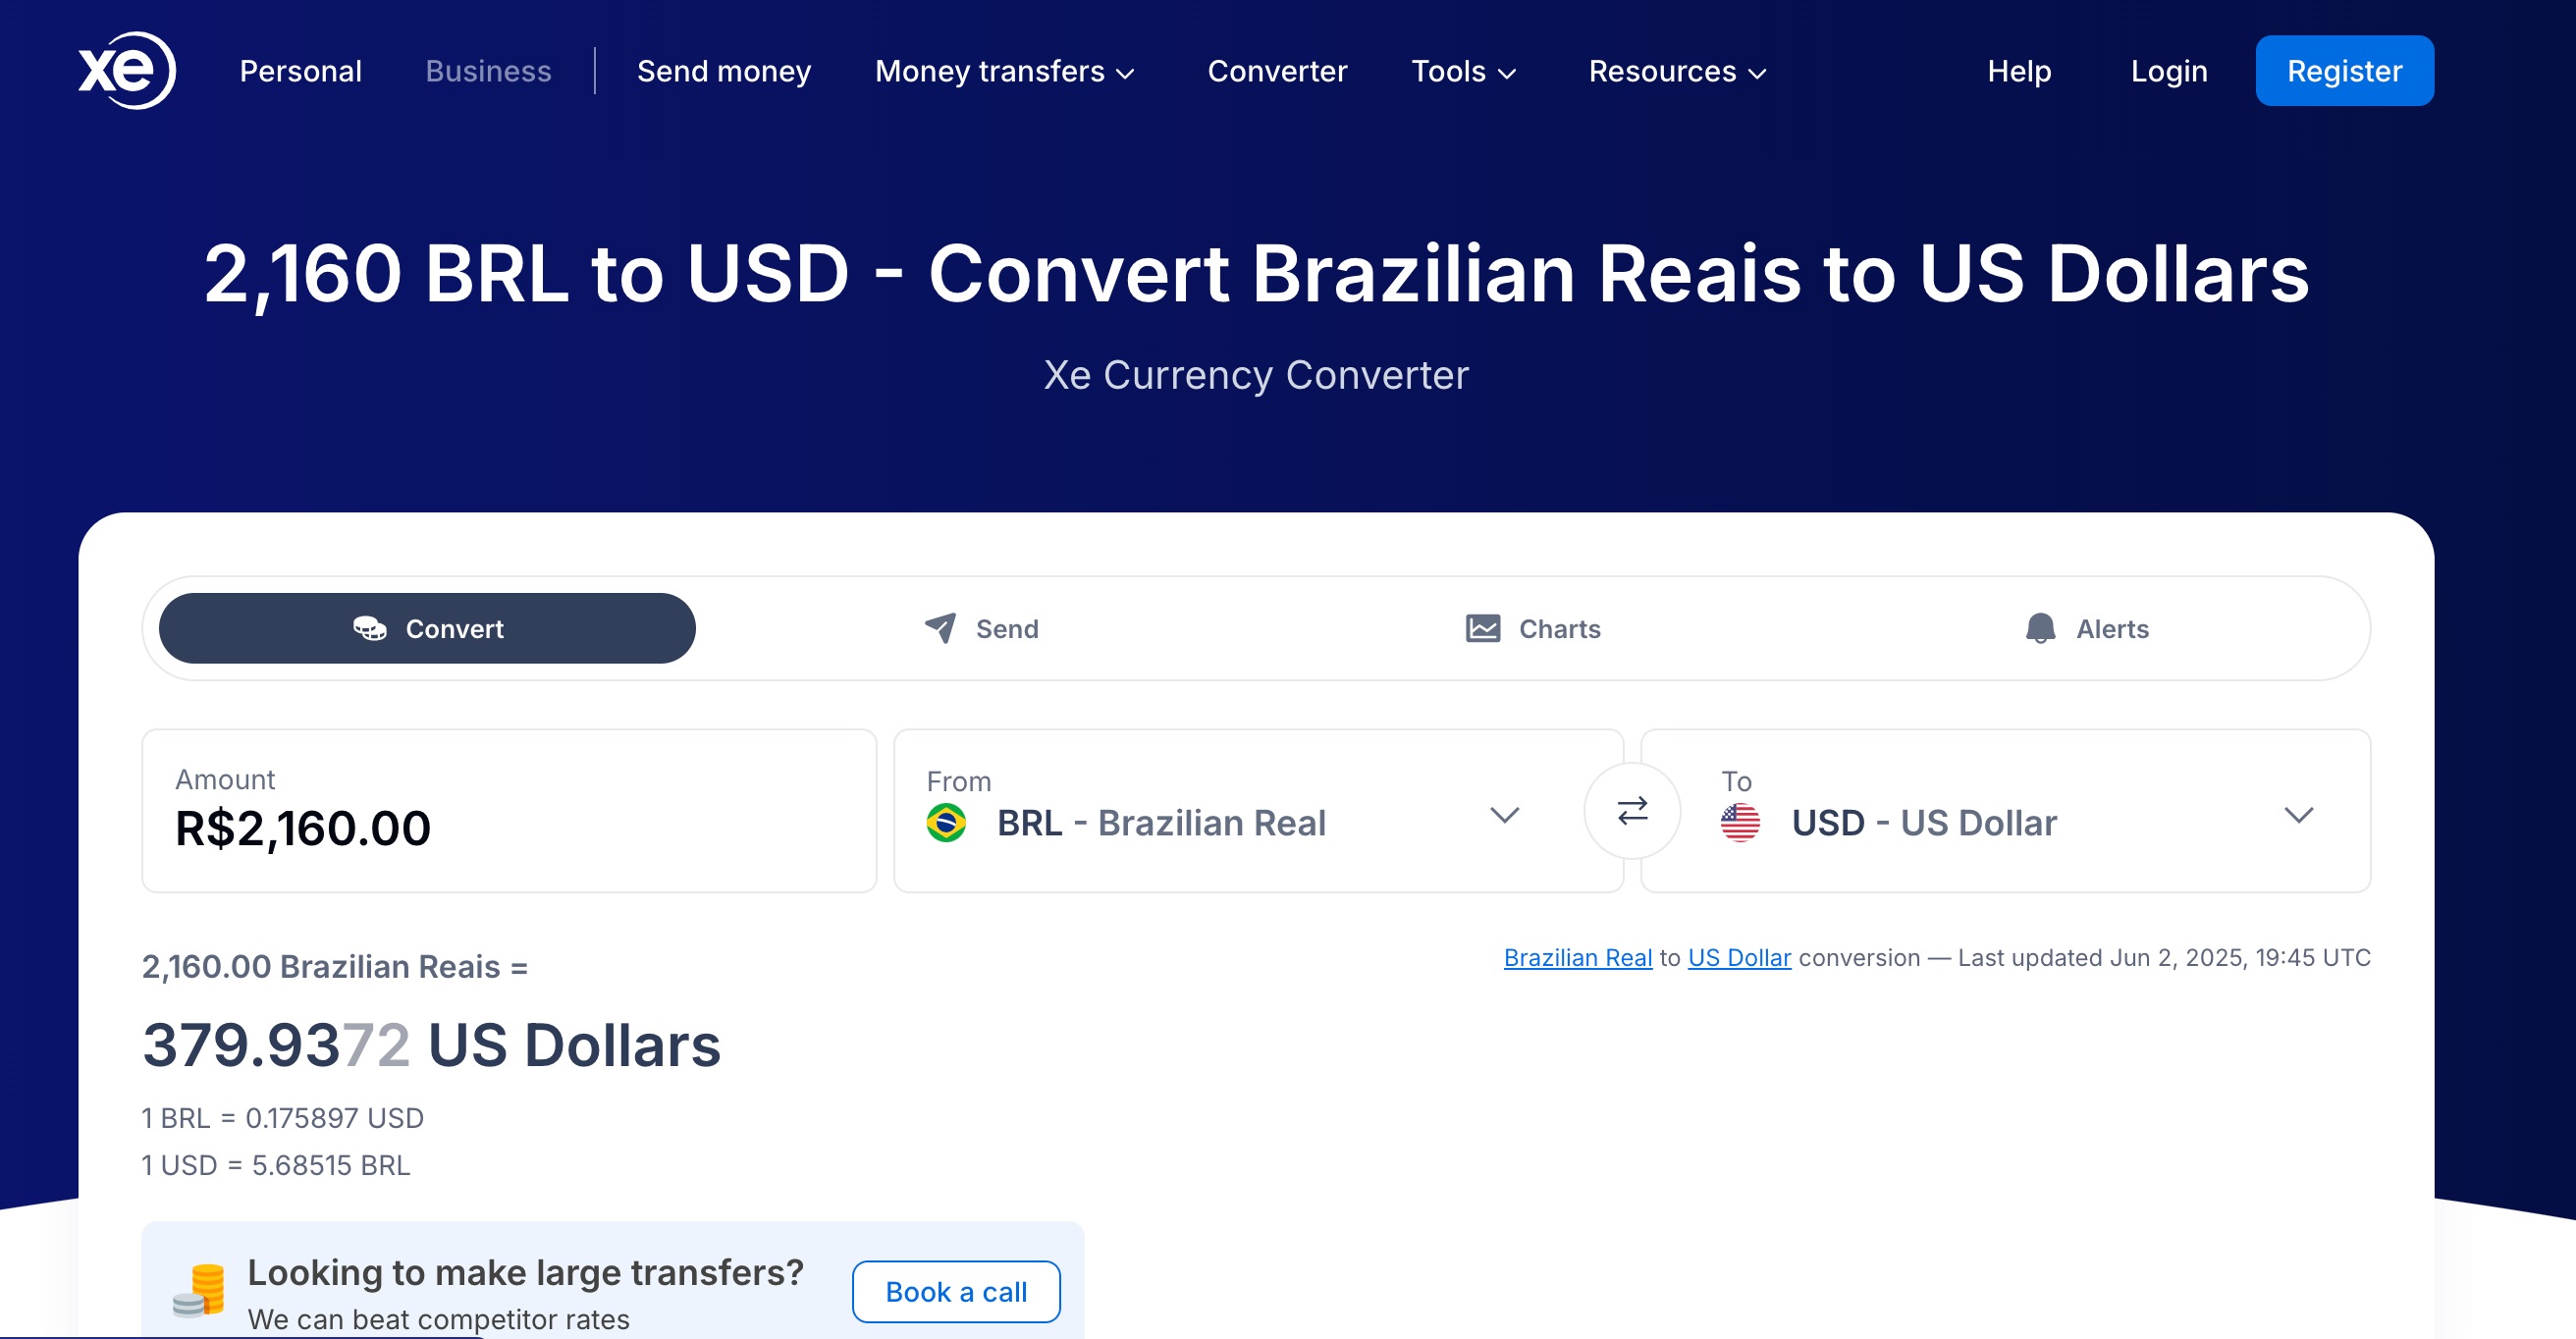 xe Personal Business Send money Money transfers Converter Tools Resources Help Login Register
2,160 BRL to USD - Convert Brazilian Reais to US Dollars
Xe Currency Converter
Convert Send Charts Alerts
Amount
R$2,160.00
From
BRL - Brazilian Real
To
USD - US Dollar
2,160.00 Brazilian Reais =
Brazilian Real to US Dollar conversion — Last updated Jun 2, 2025, 19:45 UTC
379.9372 US Dollars
1 BRL = 0.175897 USD
1 USD = 5.68515 BRL
Looking to make large transfers?
We can beat competitor rates
Book a call